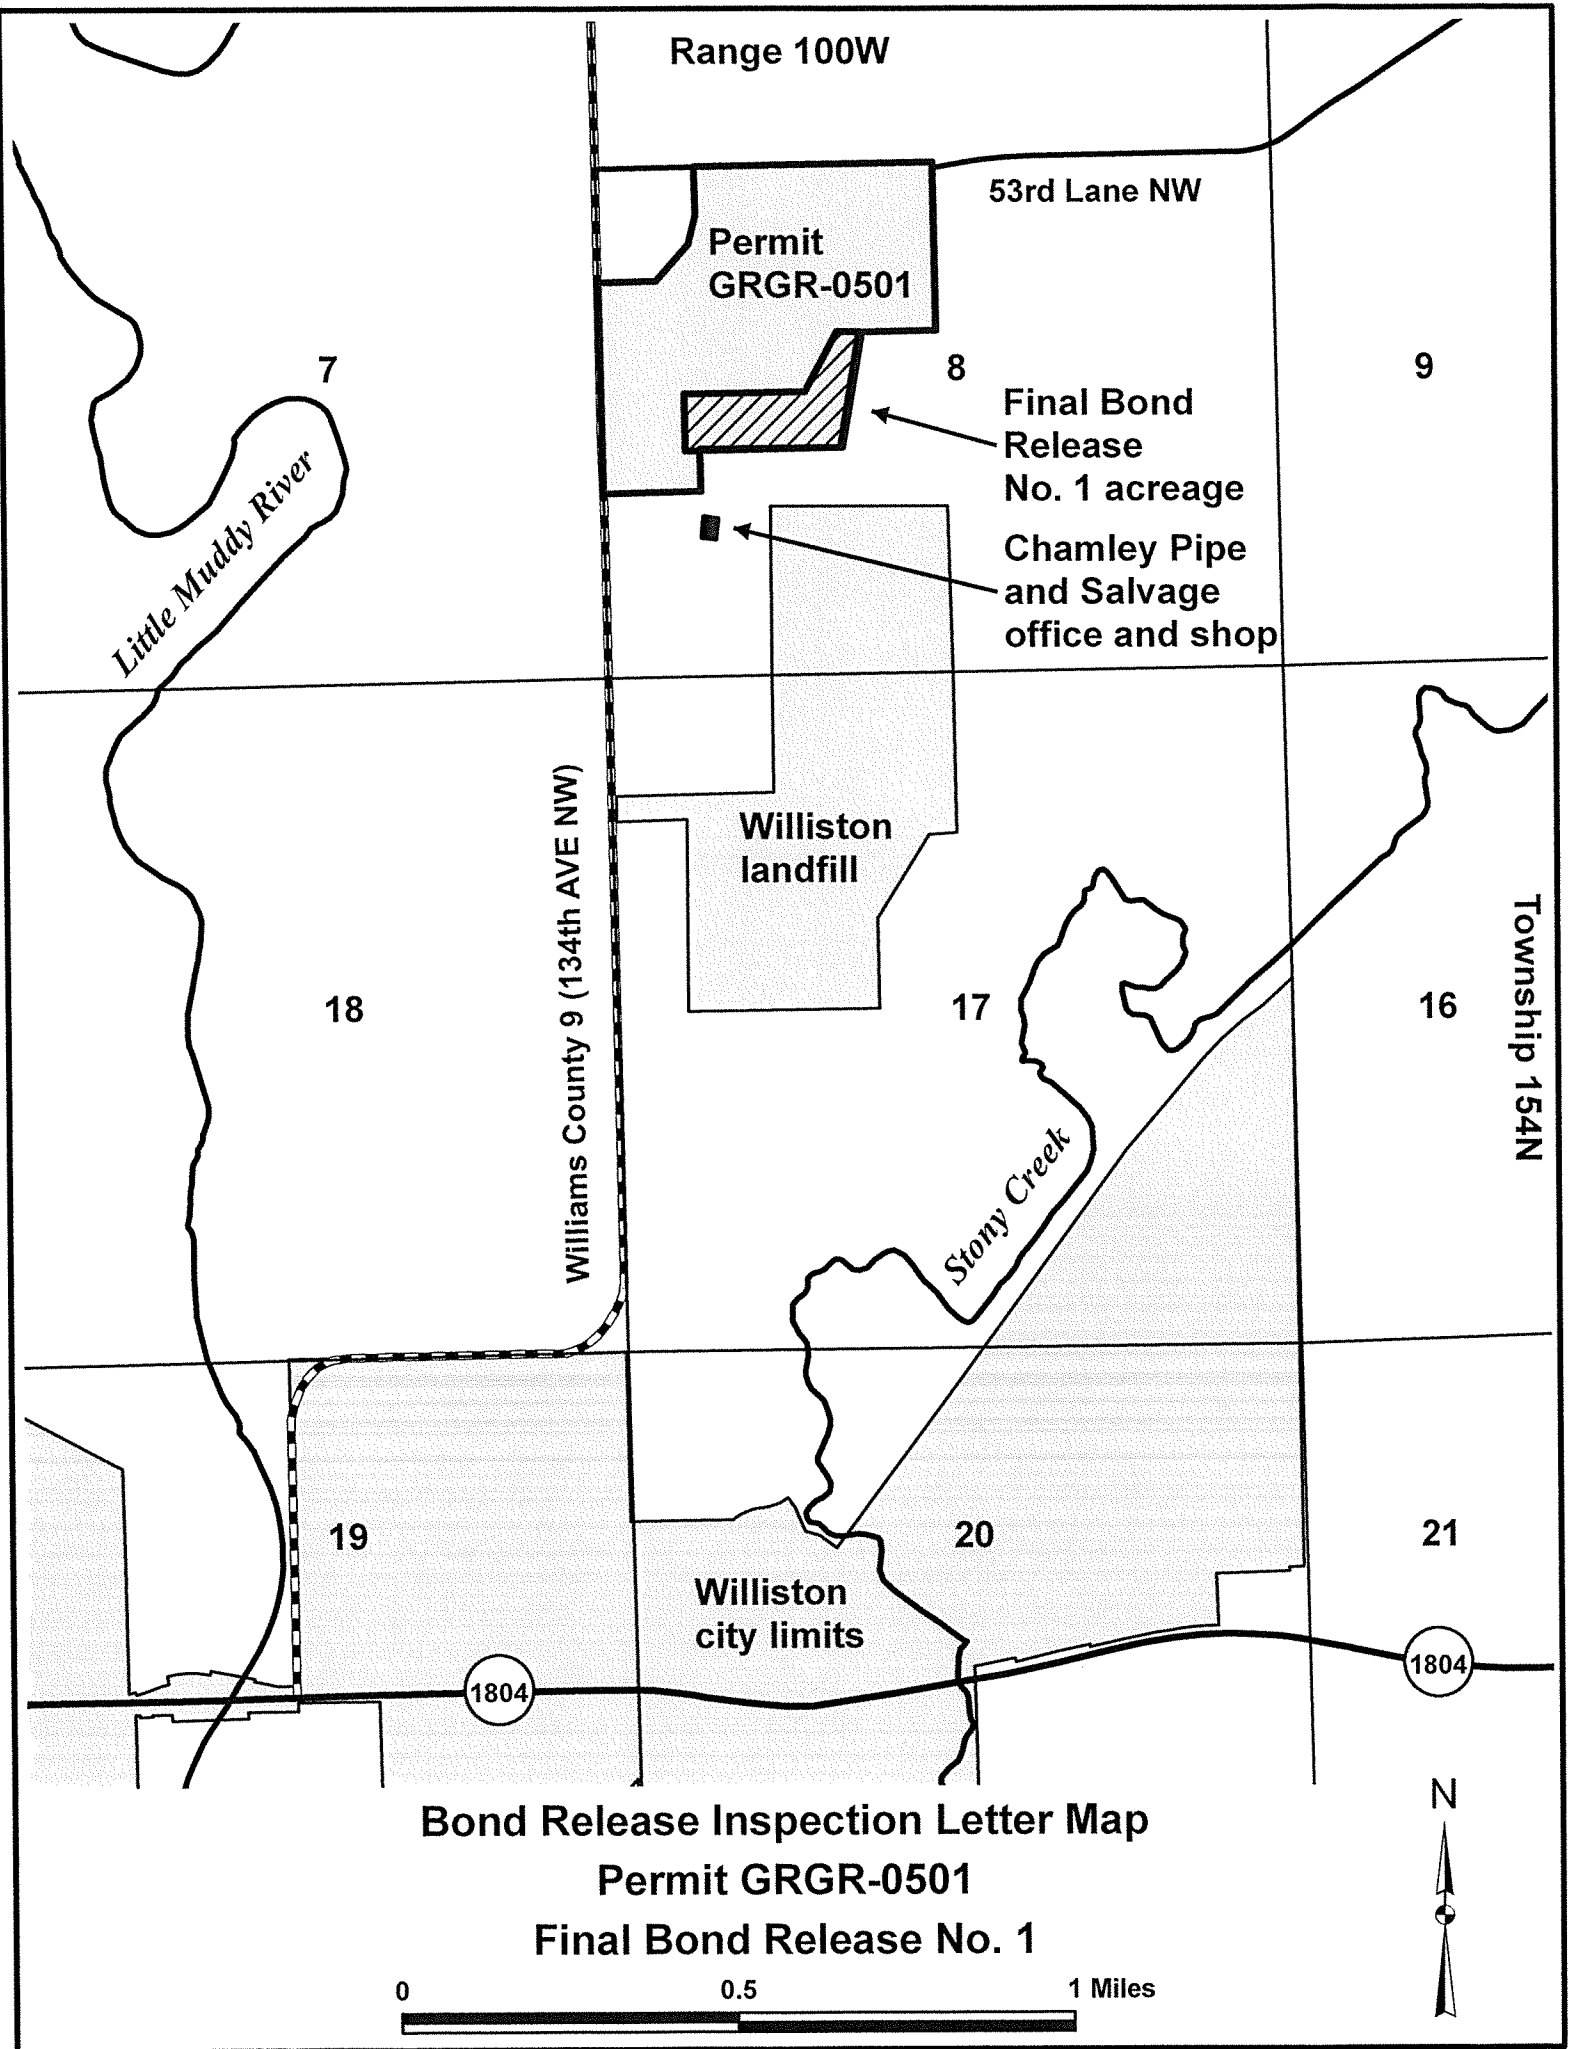 Range 100W
53rd Lane NW
Permit
GRGR-0501
7
8
9
Final Bond
Release
No. 1 acreage
Little Muddy River
Chamley Pipe
and Salvage
office and shop
Williams County 9 (134th AVE NW)
Williston
landfill
Township 154N
18
17
16
Stony Creek
19
20
21
Williston
city limits
1804
1804
Bond Release Inspection Letter Map
Permit GRGR-0501
Final Bond Release No. 1
N
0
0.5
1 Miles